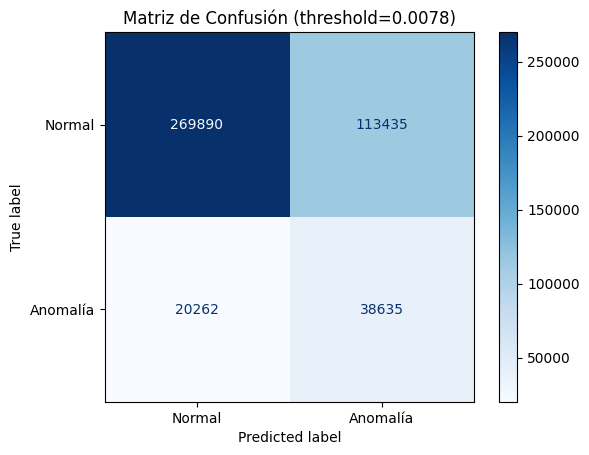 Matriz de Confusión (threshold=0.0078)
True label
Normal
269890
113435
Anomalía
20262
38635
Normal
Anomalía
Predicted label
250000
200000
150000
100000
50000